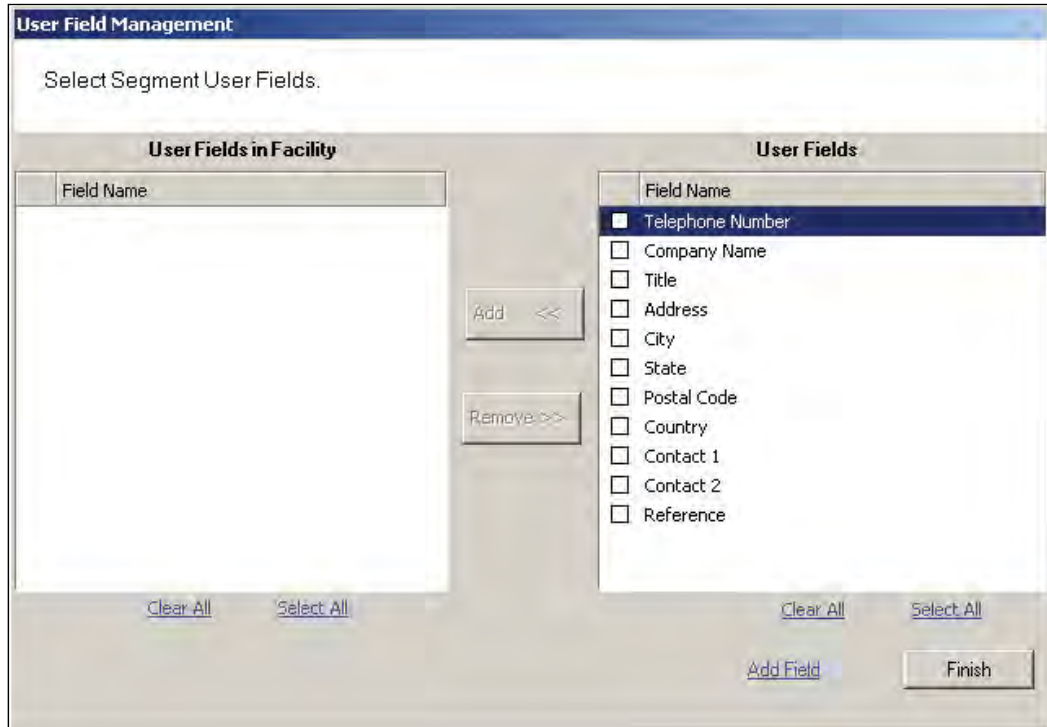 User Field Management
Select Segment User Fields.
User Fields in Facility
Field Name
Add <<
Remove >>
Clear All Select All
User Fields
Field Name
Telephone Number
Company Name
Title
Address
City
State
Postal Code
Country
Contact 1
Contact 2
Reference
Clear All Select All
Add Field Finish